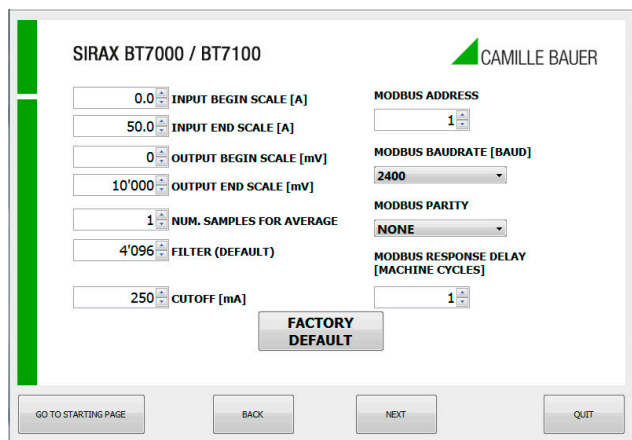 SIRAX BT7000 / BT7100
CAMILLE BAUER
0.0 INPUT BEGIN SCALE [A]
50.0 INPUT END SCALE [A]
0 OUTPUT BEGIN SCALE [mV]
10'000 OUTPUT END SCALE [mV]
1 NUM. SAMPLES FOR AVERAGE
4'096 FILTER (DEFAULT)
250 CUTOFF [mA]
MODBUS ADDRESS
1
MODBUS BAUDRATE [BAUD]
2400
MODBUS PARITY
NONE
MODBUS RESPONSE DELAY
[MACHINE CYCLES]
1
FACTORY
DEFAULT
GO TO STARTING PAGE
BACK
NEXT
QUIT